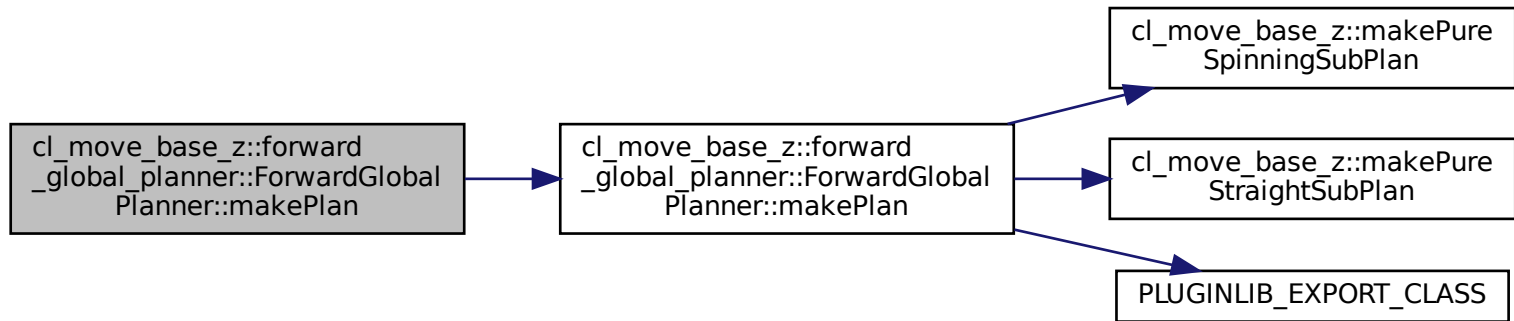 cl_move_base_z::forward
_global_planner::ForwardGlobal
Planner::makePlan
cl_move_base_z::forward
_global_planner::ForwardGlobal
Planner::makePlan
cl_move_base_z::makePure
SpinningSubPlan
cl_move_base_z::makePure
StraightSubPlan
PLUGINLIB_EXPORT_CLASS